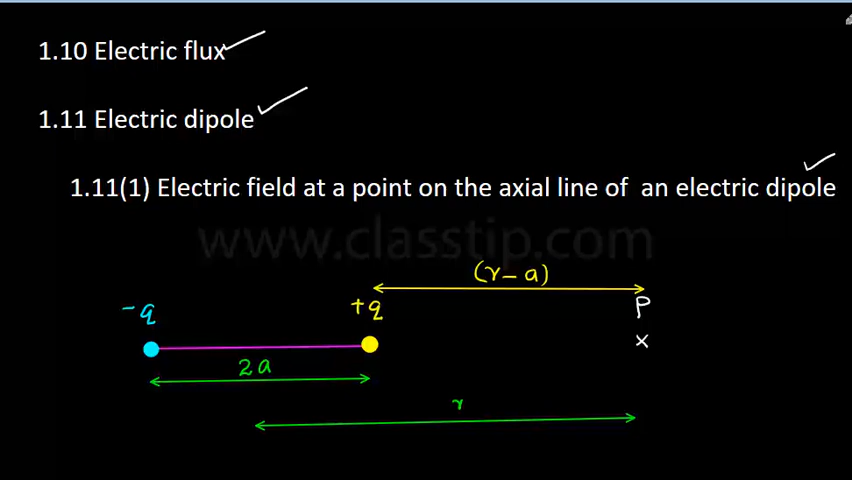 1.10 Electric flux
1.11 Electric dipole
1.11(1) Electric field at a point on the axial line of an electric dipole
www.classtip.com
(r-a)
-q +q P
x
2a
r